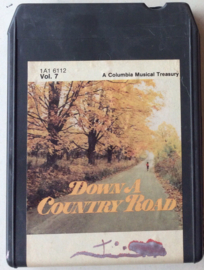 1A1 6112
Vol. 7
A Columbia Musical Treasury
DOWN A
COUNTRY ROAD